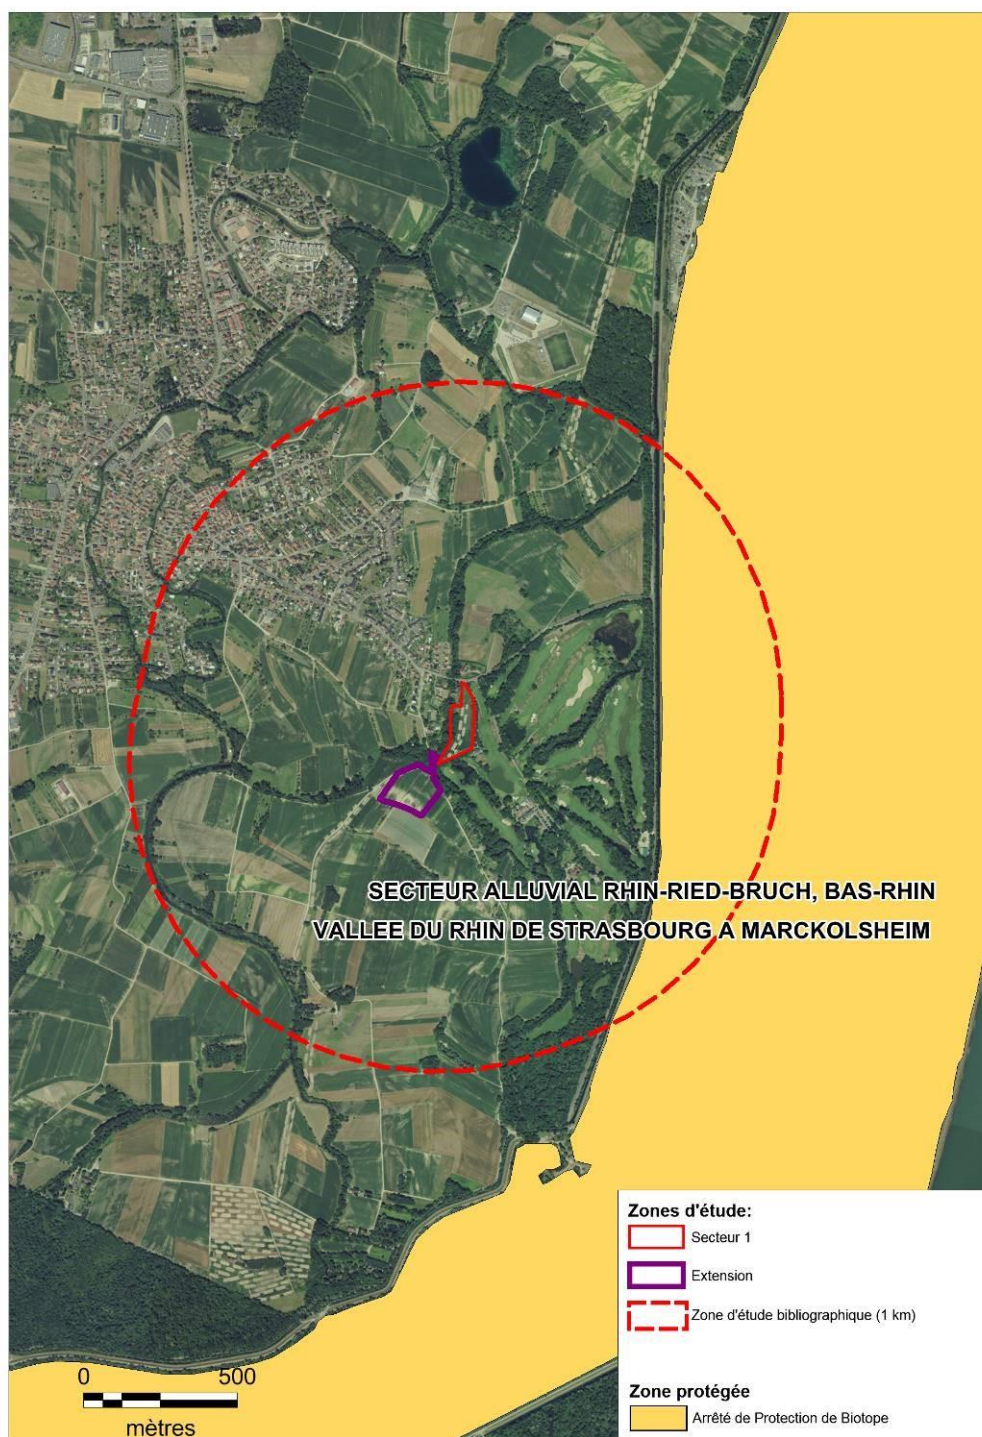 SECTEUR ALLUVIAL RHIN-RIED-BRUCH, BAS-RHIN
VALLEE DU RHIN DE STRASBOURG A MARCKOLSHEIM
Zones d'étude:
Secteur 1
Extension
Zone d'étude bibliographique (1 km)
Zone protégée
Arrêté de Protection de Biotope
0 500
mètres